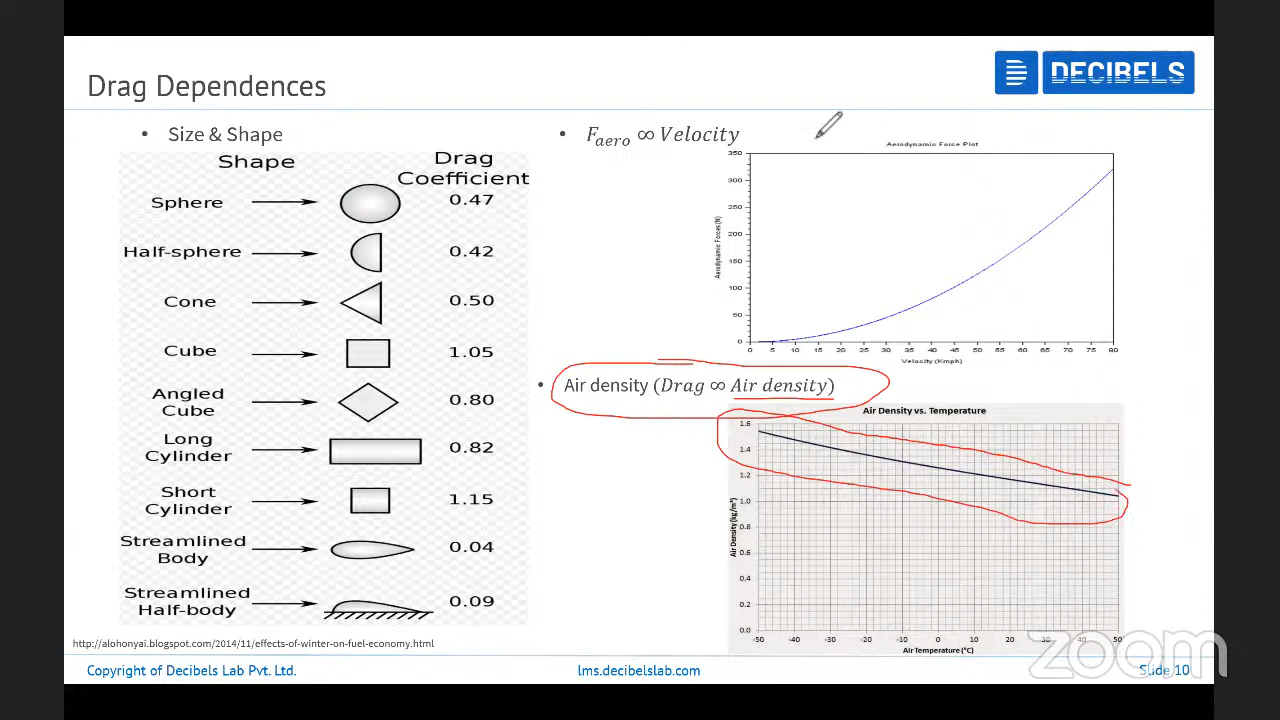 Drag Dependences
DECIBELS
• Size & Shape
Shape
Drag
Coefficient
Sphere 0.47
Half-sphere 0.42
Cone 0.50
Cube 1.05
Angled
Cube 0.80
Long
Cylinder 0.82
Short
Cylinder 1.15
Streamlined
Body 0.04
Streamlined
Half-body 0.09
http://alohonyai.blogspot.com/2014/11/effects-of-winter-on-fuel-economy.html
• F_aero ∞ Velocity
Aerodynamic Force Plot
350
300
250
200
150
100
50
0
Aerodynamic Forces(N)
0 5 10 15 20 25 30 35 40 45 50 55 60 65 70 75 80
Velocity (Kmph)
• Air density (Drag ∞ Air density)
Air Density vs. Temperature
1.6
1.4
1.2
1.0
0.8
0.6
0.4
0.2
0.0
Air Density (kg/m³)
-50 -40 -30 -20 -10 0 10 20 30 40 50
Air Temperature (°C)
zoom
Copyright of Decibels Lab Pvt. Ltd.
lms.decibelslab.com
Slide 10